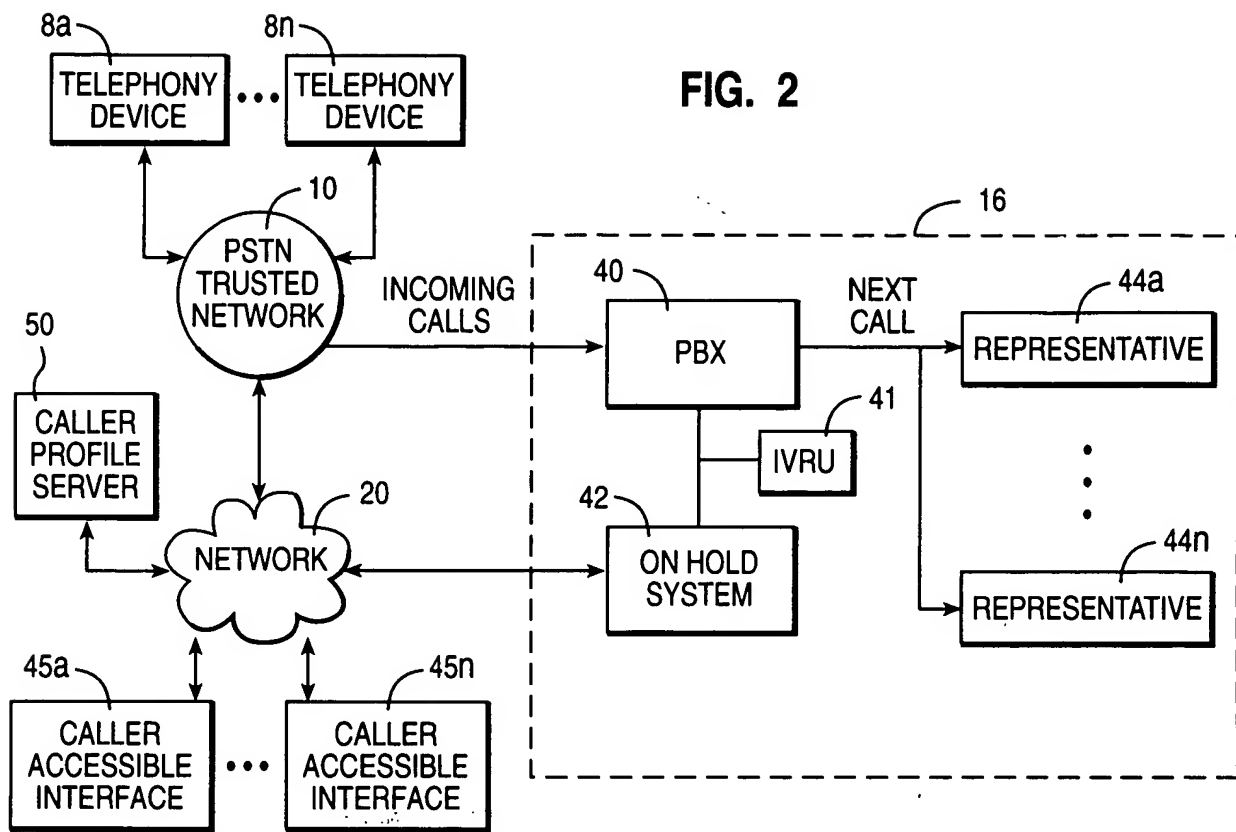 8a
8n
TELEPHONY
DEVICE
TELEPHONY
DEVICE
FIG. 2
10
PSTN
TRUSTED
NETWORK
INCOMING
CALLS
16
40
PBX
NEXT
CALL
44a
REPRESENTATIVE
50
CALLER
PROFILE
SERVER
41
IVRU
20
NETWORK
42
ON HOLD
SYSTEM
44n
REPRESENTATIVE
45a
CALLER
ACCESSIBLE
INTERFACE
45n
CALLER
ACCESSIBLE
INTERFACE